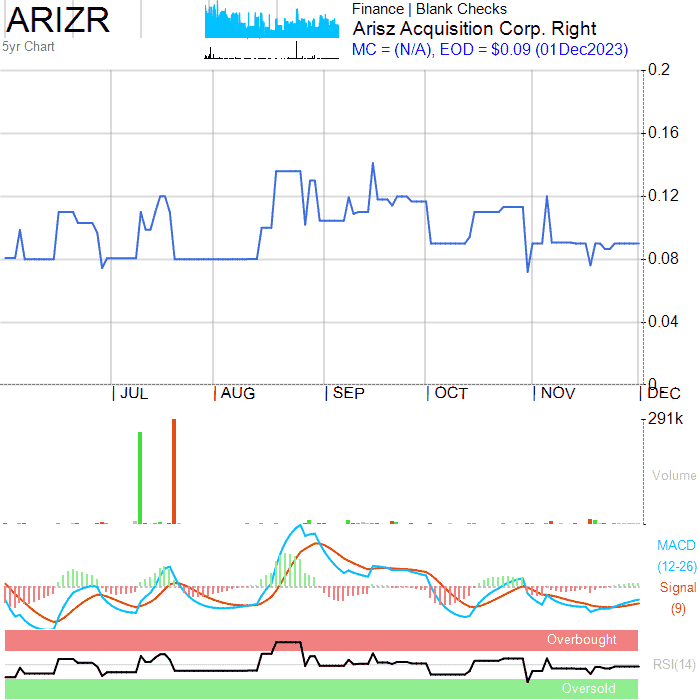 ARIZR
5yr Chart
Finance | Blank Checks
Arisz Acquisition Corp. Right
MC = (N/A), EOD = $0.09 (01Dec2023)
0.2
0.16
0.12
0.08
0.04
0
JUL
AUG
SEP
OCT
NOV
DEC
291k
Volume
MACD
(12-26)
Signal
(9)
Overbought
RSI(14)
Oversold